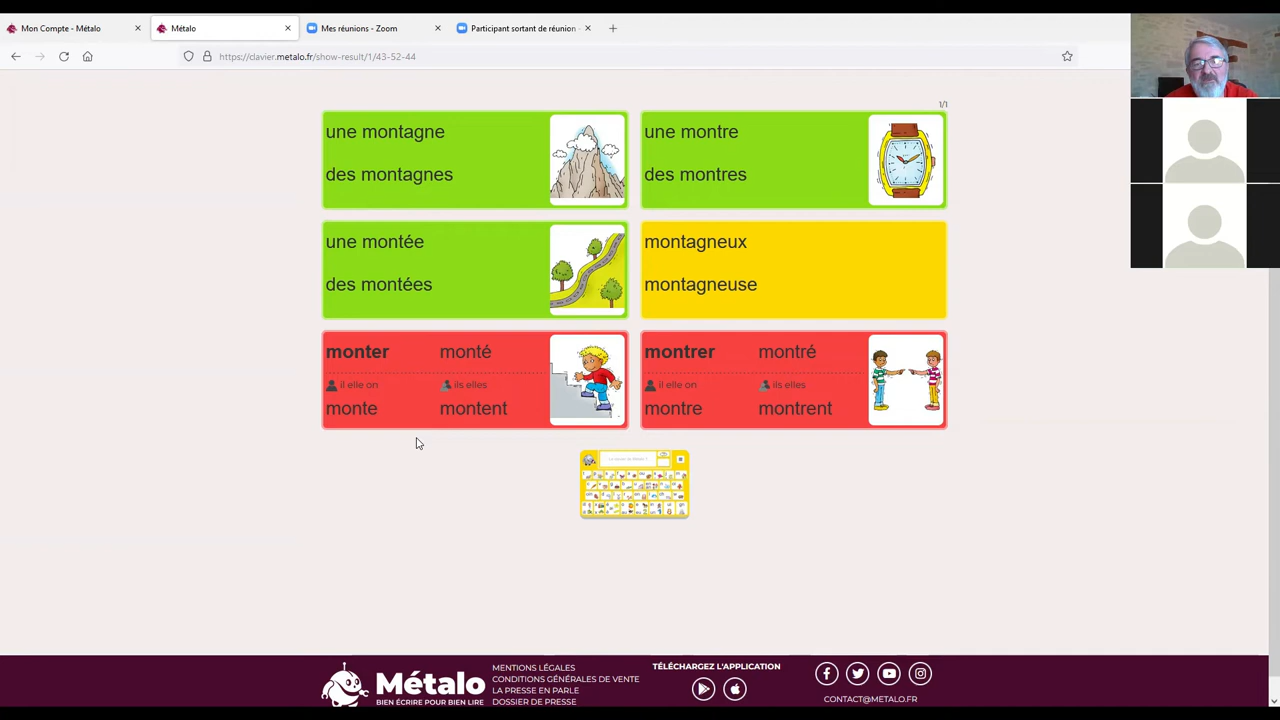 Mon Compte - Métalo
Métalo
Mes réunions - Zoom
Participant sortant de réunion -
https://clavier.metalo.fr/show-result/1/43-52-44
1/1
une montagne
des montagnes
une montre
des montres
une montée
des montées
montagneux
montagneuse
monter monté
il elle on ils elles
monte montent
montrer montré
il elle on ils elles
montre montrent
Métalo
BIEN ÉCRIRE POUR BIEN LIRE
MENTIONS LÉGALES
CONDITIONS GÉNÉRALES DE VENTE
LA PRESSE EN PARLE
DOSSIER DE PRESSE
TÉLÉCHARGEZ L'APPLICATION
CONTACT@METALO.FR